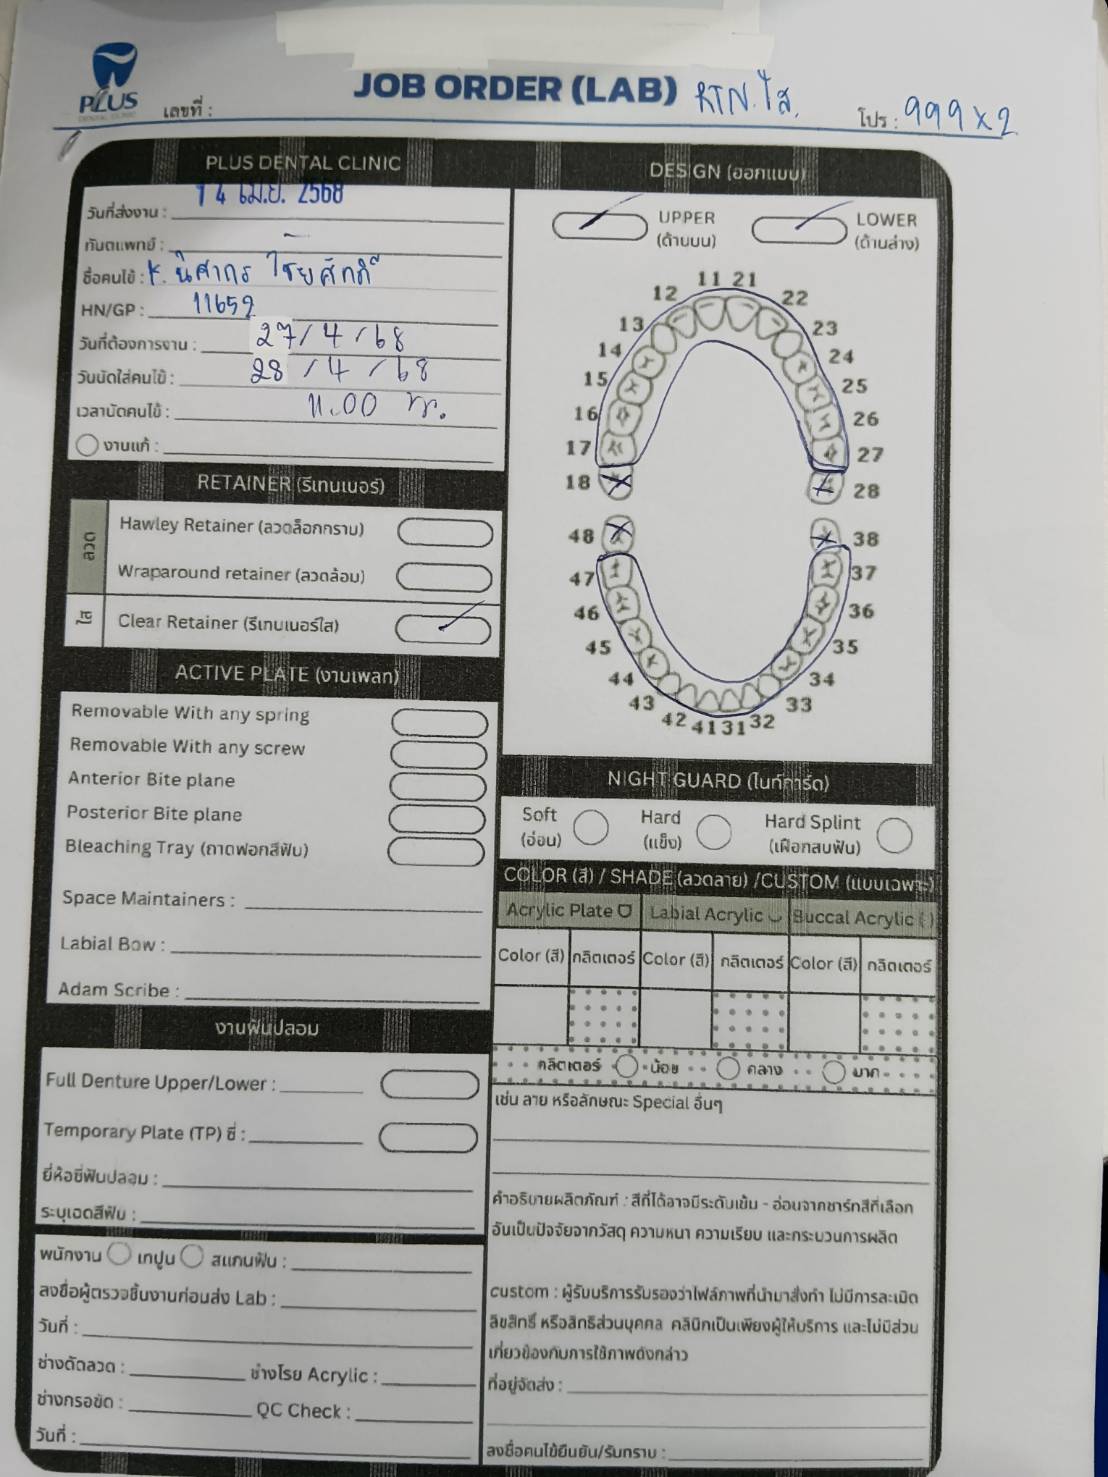 PLUS
DENTAL CLINIC
เลขที่ :
JOB ORDER (LAB) RTN. ใส.
โปร : 999 x 2
PLUS DENTAL CLINIC
วันที่ส่งงาน : 14 เม.ย. 2568
ทันตแพทย์ : -
ชื่อคนไข้ : K. นิศากร ไชยศักดิ์
HN/GP : 11659
วันที่ต้องการงาน : 27/4/68
วันนัดใส่คนไข้ : 28/4/68
เวลานัดคนไข้ : 11.00 น.
งานแก้ :
RETAINER (รีเทนเนอร์)
ลวด
Hawley Retainer (ลวดล็อกกราม)
Wraparound retainer (ลวดล้อม)
ใส
Clear Retainer (รีเทนเนอร์ใส)
ACTIVE PLATE (งานเพลท)
Removable With any spring
Removable With any screw
Anterior Bite plane
Posterior Bite plane
Bleaching Tray (ถาดฟอกสีฟัน)
Space Maintainers :
Labial Bow :
Adam Scribe :
งานฟันปลอม
Full Denture Upper/Lower :
Temporary Plate (TP) ซี่ :
ยี่ห้อซี่ฟันปลอม :
ระบุเฉดสีฟัน :
พนักงาน เทปูน สแกนฟัน :
ลงชื่อผู้ตรวจชิ้นงานก่อนส่ง Lab :
วันที่ :
ช่างดัดลวด : ช่างโรย Acrylic :
ช่างกรอขัด : QC Check :
วันที่ :
DESIGN (ออกแบบ)
UPPER
(ด้านบน)
LOWER
(ด้านล่าง)
11 21
12 22
13 23
14 24
15 25
16 26
17 27
18 28
48 38
47 37
46 36
45 35
44 34
43 33
42 41 31 32
NIGHT GUARD (ไนท์การ์ด)
Soft
(อ่อน)
Hard
(แข็ง)
Hard Splint
(เฝือกสบฟัน)
COLOR (สี) / SHADE (ลวดลาย) /CUSTOM (แบบเฉพาะ)
Acrylic Plate Labial Acrylic Buccal Acrylic ( )
Color (สี) กลิตเตอร์ Color (สี) กลิตเตอร์ Color (สี) กลิตเตอร์
กลิตเตอร์ น้อย กลาง มาก
เช่น ลาย หรือลักษณะ Special อื่นๆ
คำอธิบายผลิตภัณฑ์ : สีที่ได้อาจมีระดับเข้ม - อ่อนจากชาร์ทสีที่เลือก
อันเป็นปัจจัยจากวัสดุ ความหนา ความเรียบ และกระบวนการผลิต
custom : ผู้รับบริการรับรองว่าไฟล์ภาพที่นำมาสั่งทำ ไม่มีการละเมิด
ลิขสิทธิ์ หรือสิทธิส่วนบุคคล คลินิกเป็นเพียงผู้ให้บริการ และไม่มีส่วน
เกี่ยวข้องกับการใช้ภาพดังกล่าว
ที่อยู่จัดส่ง :
ลงชื่อคนไข้ยืนยัน/รับทราบ :